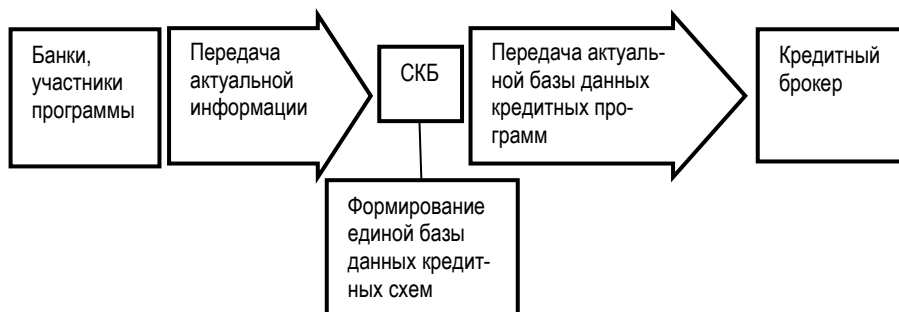 Банки,
участники
программы
Передача
актуальной
информации
СКБ
Передача актуаль-
ной базы данных
кредитных про-
грамм
Кредитный
брокер
Формирование
единой базы
данных кредит-
ных схем